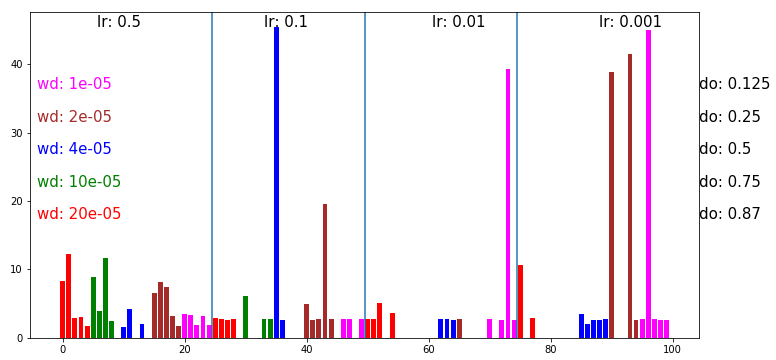 lr: 0.5 lr: 0.1 lr: 0.01 lr: 0.001
40
wd: 1e-05 do: 0.125
wd: 2e-05 do: 0.25
30
wd: 4e-05 do: 0.5
wd: 10e-05 do: 0.75
20
wd: 20e-05 do: 0.87
10
0
0 20 40 60 80 100